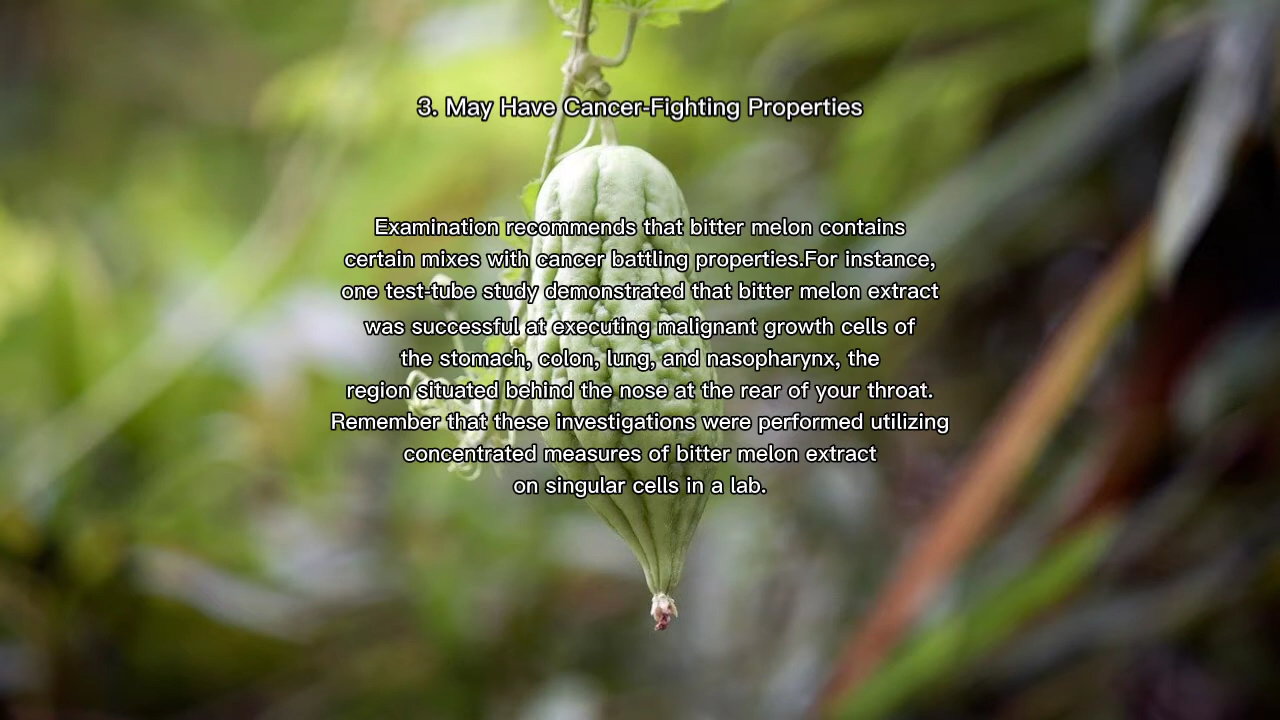 3. May Have Cancer-Fighting Properties
Examination recommends that bitter melon contains
certain mixes with cancer battling properties.For instance,
one test-tube study demonstrated that bitter melon extract
was successful at executing malignant growth cells of
the stomach, colon, lung, and nasopharynx, the
region situated behind the nose at the rear of your throat.
Remember that these investigations were performed utilizing
concentrated measures of bitter melon extract
on singular cells in a lab.